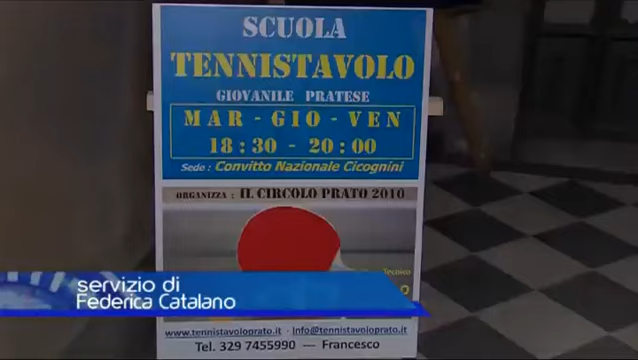 SCUOLA
TENNISTAVOLO
GIOVANILE PRATESE
MAR - GIO - VEN
18:30 - 20:00
Sede: Convitto Nazionale Cicognini
ORGANIZZA: IL CIRCOLO PRATO 2010
Tecnico
servizio di
Federica Catalano
www.tennistavoloprato.it - Info@tennistavoloprato.it
Tel. 329 7455990 — Francesco